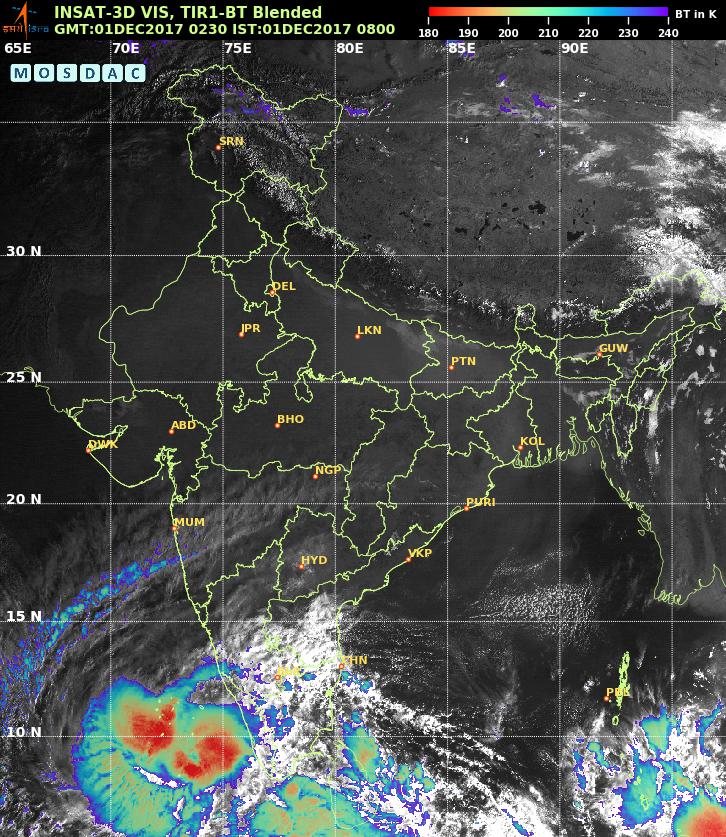 INSAT-3D VIS, TIR1-BT Blended
GMT:01DEC2017 0230 IST:01DEC2017 0800
BT in K
180 190 200 210 220 230 240
65E 70E 75E 80E 85E 90E
MOSDAC
SRN
30 N
DEL
JPR
LKN
GUW
PTN
25 N
BHO
ABD
DWK
KOL
NGP
20 N
PURI
MUM
VKP
HYD
15 N
CHN
PBL
10 N